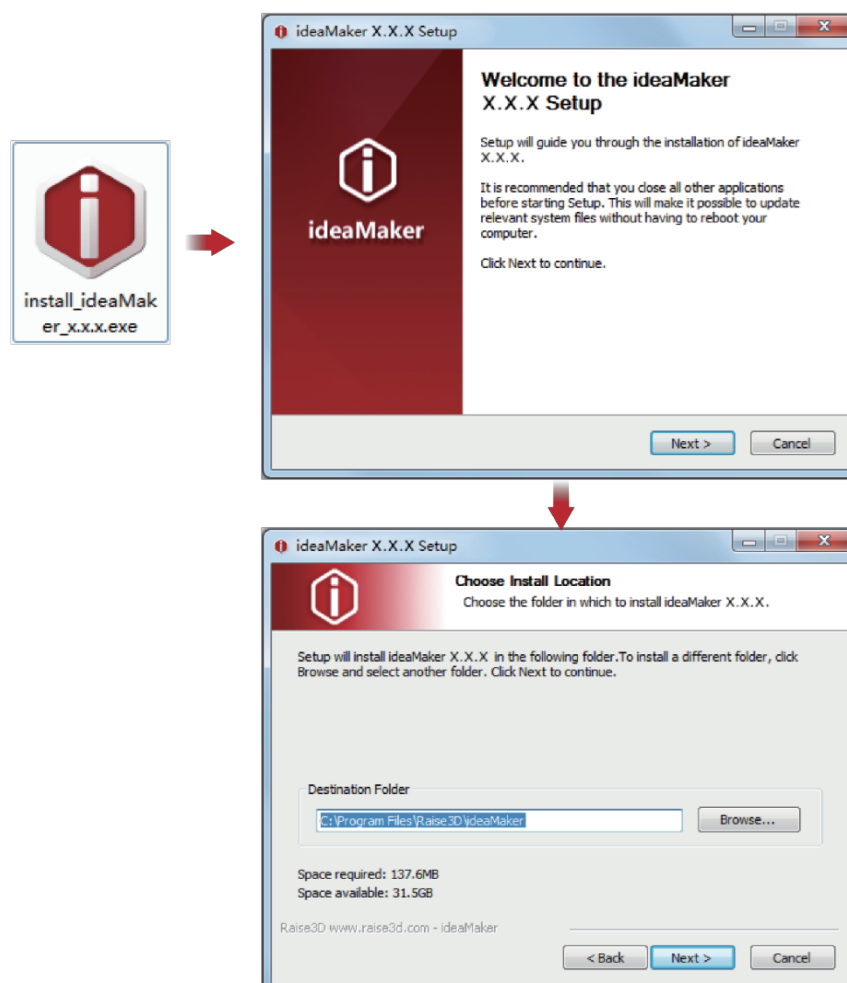 ideaMaker X.X.X Setup
Welcome to the ideaMaker
X.X.X Setup
Setup will guide you through the installation of ideaMaker
X.X.X.
It is recommended that you close all other applications
before starting Setup. This will make it possible to update
relevant system files without having to reboot your
computer.
Click Next to continue.
ideaMaker
Next >
Cancel
install_ideaMak
er_x.x.x.exe
ideaMaker X.X.X Setup
Choose Install Location
Choose the folder in which to install ideaMaker X.X.X.
Setup will install ideaMaker X.X.X in the following folder.To install a different folder, click
Browse and select another folder. Click Next to continue.
Destination Folder
C:\Program Files\Raise3D\ideaMaker
Browse...
Space required: 137.6MB
Space available: 31.5GB
Raise3D www.raise3d.com - ideaMaker
< Back
Next >
Cancel